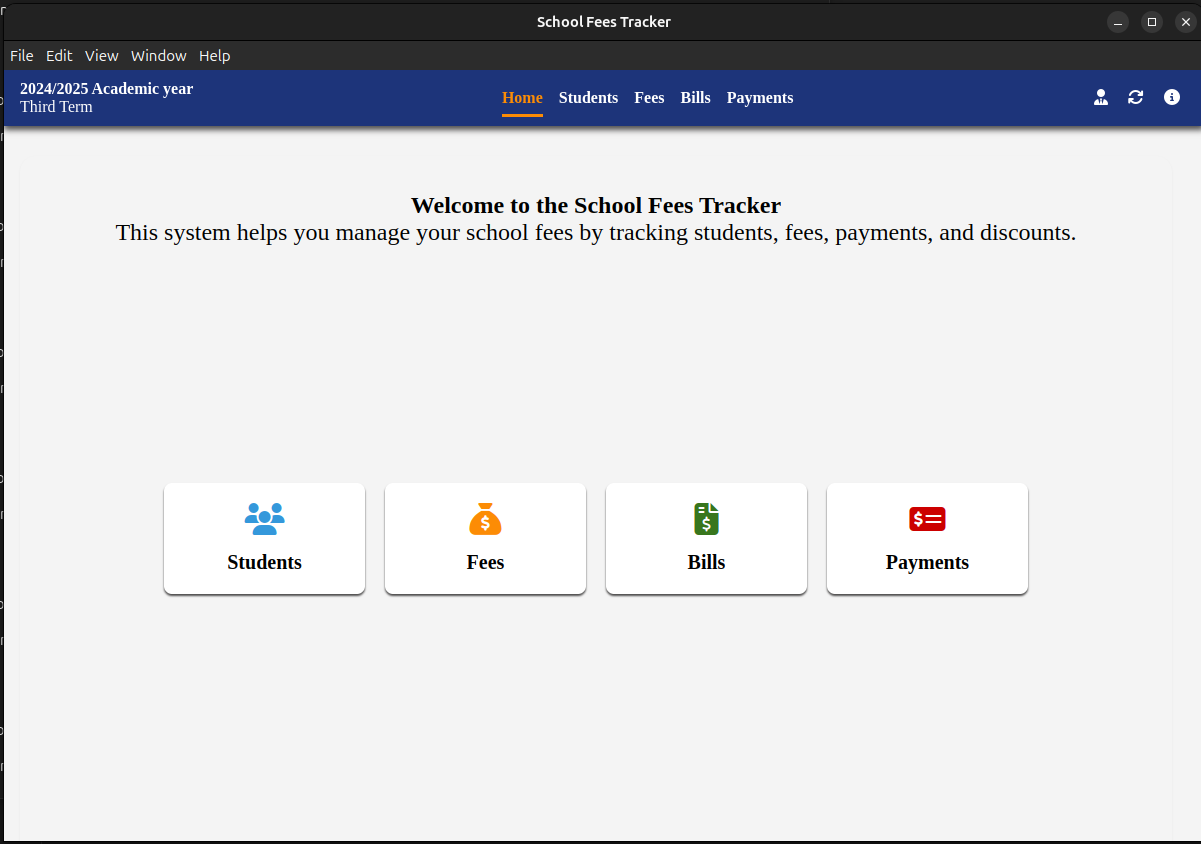 School Fees Tracker
File Edit View Window Help
2024/2025 Academic year
Third Term
Home Students Fees Bills Payments
Welcome to the School Fees Tracker
This system helps you manage your school fees by tracking students, fees, payments, and discounts.
Students Fees Bills Payments